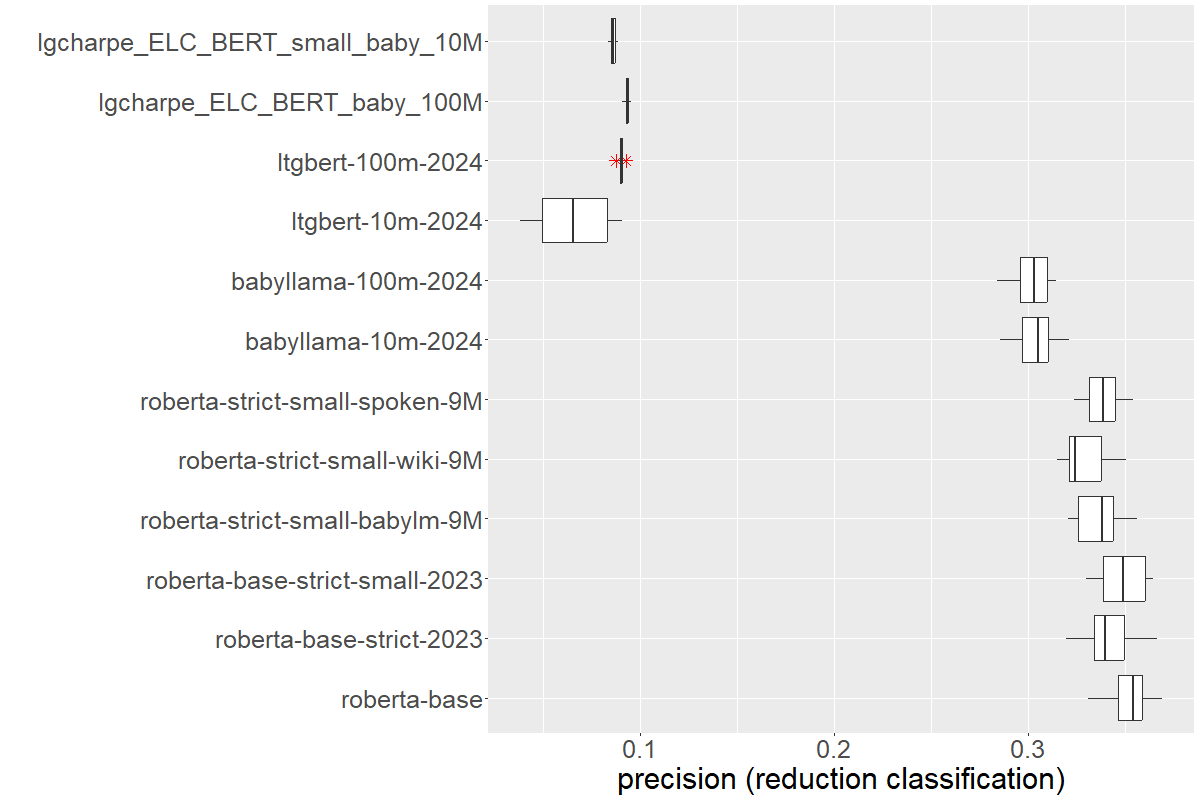 lgcharpe_ELC_BERT_small_baby_10M
lgcharpe_ELC_BERT_baby_100M
ltgbert-100m-2024
ltgbert-10m-2024
babyllama-100m-2024
babyllama-10m-2024
roberta-strict-small-spoken-9M
roberta-strict-small-wiki-9M
roberta-strict-small-babylm-9M
roberta-base-strict-small-2023
roberta-base-strict-2023
roberta-base
0.1 0.2 0.3
precision (reduction classification)